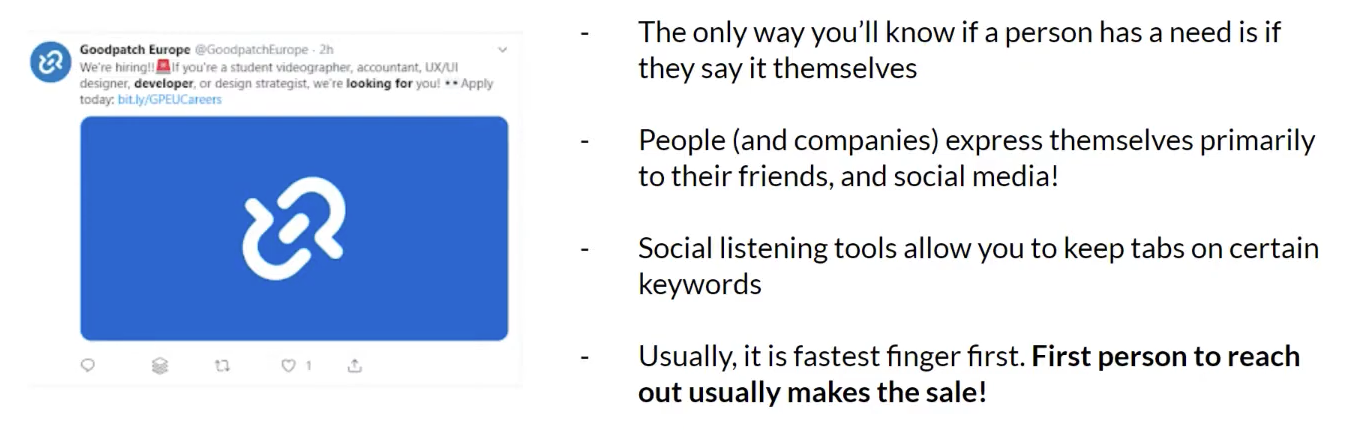 Goodpatch Europe @GoodpatchEurope · 2h
We're hiring!!🚨If you're a student videographer, accountant, UX/UI
designer, developer, or design strategist, we're looking for you! 👀Apply
today: bit.ly/GPEUCareers
1
- The only way you'll know if a person has a need is if
they say it themselves
- People (and companies) express themselves primarily
to their friends, and social media!
- Social listening tools allow you to keep tabs on certain
keywords
- Usually, it is fastest finger first. First person to reach
out usually makes the sale!